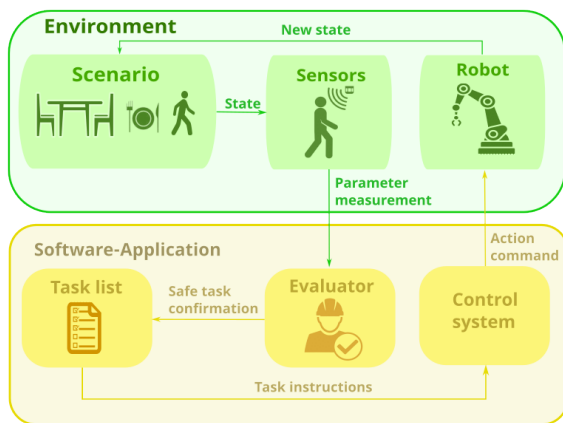 Environment
New state
Scenario
Sensors
Robot
State
Parameter
measurement
Software-Application
Action
command
Task list
Safe task
confirmation
Evaluator
Control
system
Task instructions